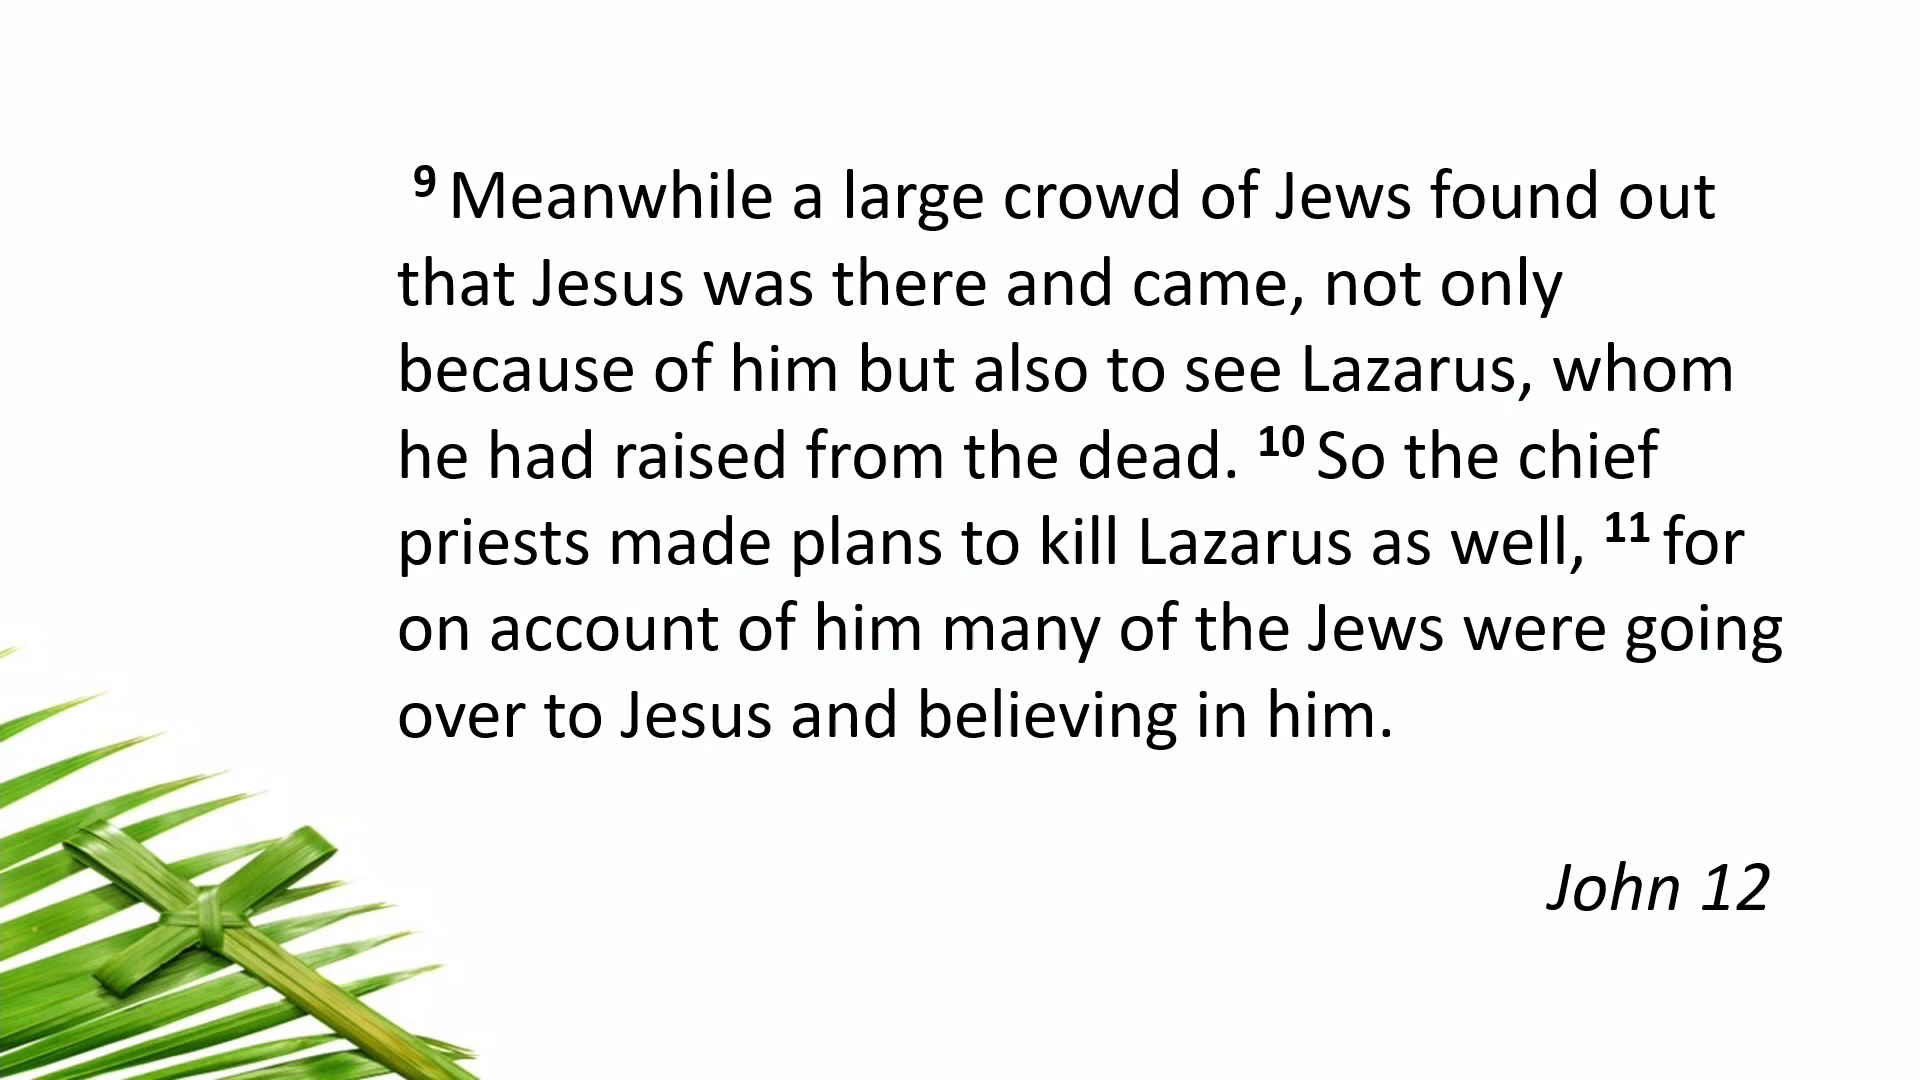 9 Meanwhile a large crowd of Jews found out
that Jesus was there and came, not only
because of him but also to see Lazarus, whom
he had raised from the dead. 10 So the chief
priests made plans to kill Lazarus as well, 11 for
on account of him many of the Jews were going
over to Jesus and believing in him.
John 12